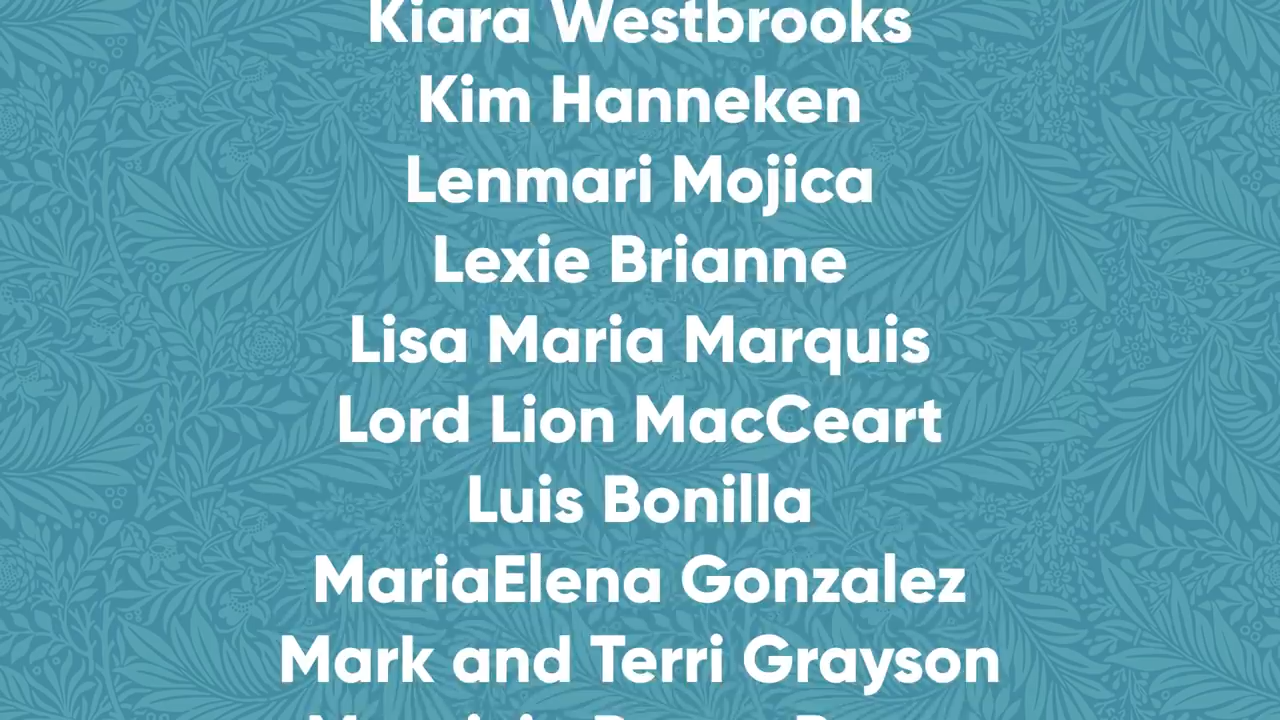 Kiara Westbrooks
Kim Hanneken
Lenmari Mojica
Lexie Brianne
Lisa Maria Marquis
Lord Lion MacCeart
Luis Bonilla
MariaElena Gonzalez
Mark and Terri Grayson